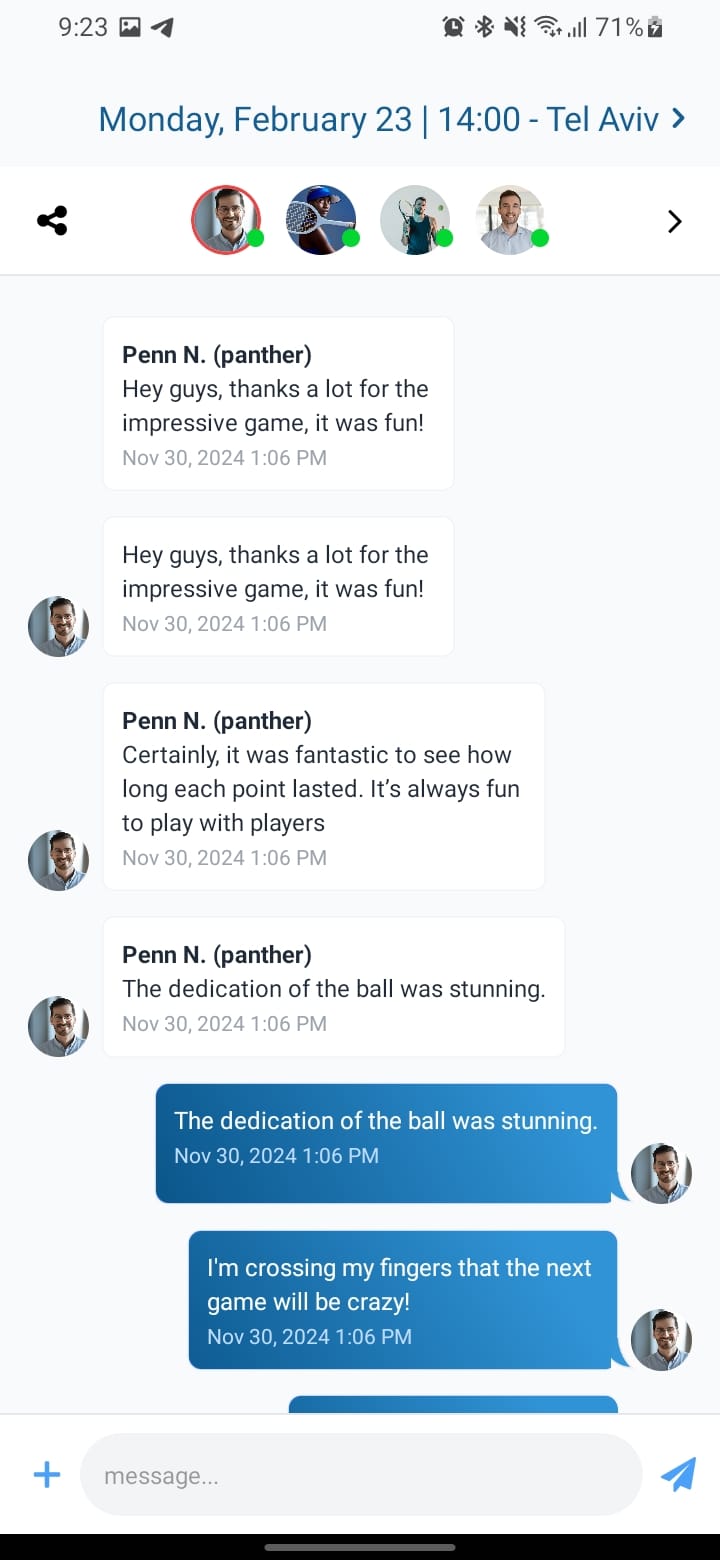 9:23
71%
Monday, February 23 | 14:00 - Tel Aviv
Penn N. (panther)
Hey guys, thanks a lot for the
impressive game, it was fun!
Nov 30, 2024 1:06 PM
Hey guys, thanks a lot for the
impressive game, it was fun!
Nov 30, 2024 1:06 PM
Penn N. (panther)
Certainly, it was fantastic to see how
long each point lasted. It’s always fun
to play with players
Nov 30, 2024 1:06 PM
Penn N. (panther)
The dedication of the ball was stunning.
Nov 30, 2024 1:06 PM
The dedication of the ball was stunning.
Nov 30, 2024 1:06 PM
I'm crossing my fingers that the next
game will be crazy!
Nov 30, 2024 1:06 PM
message...